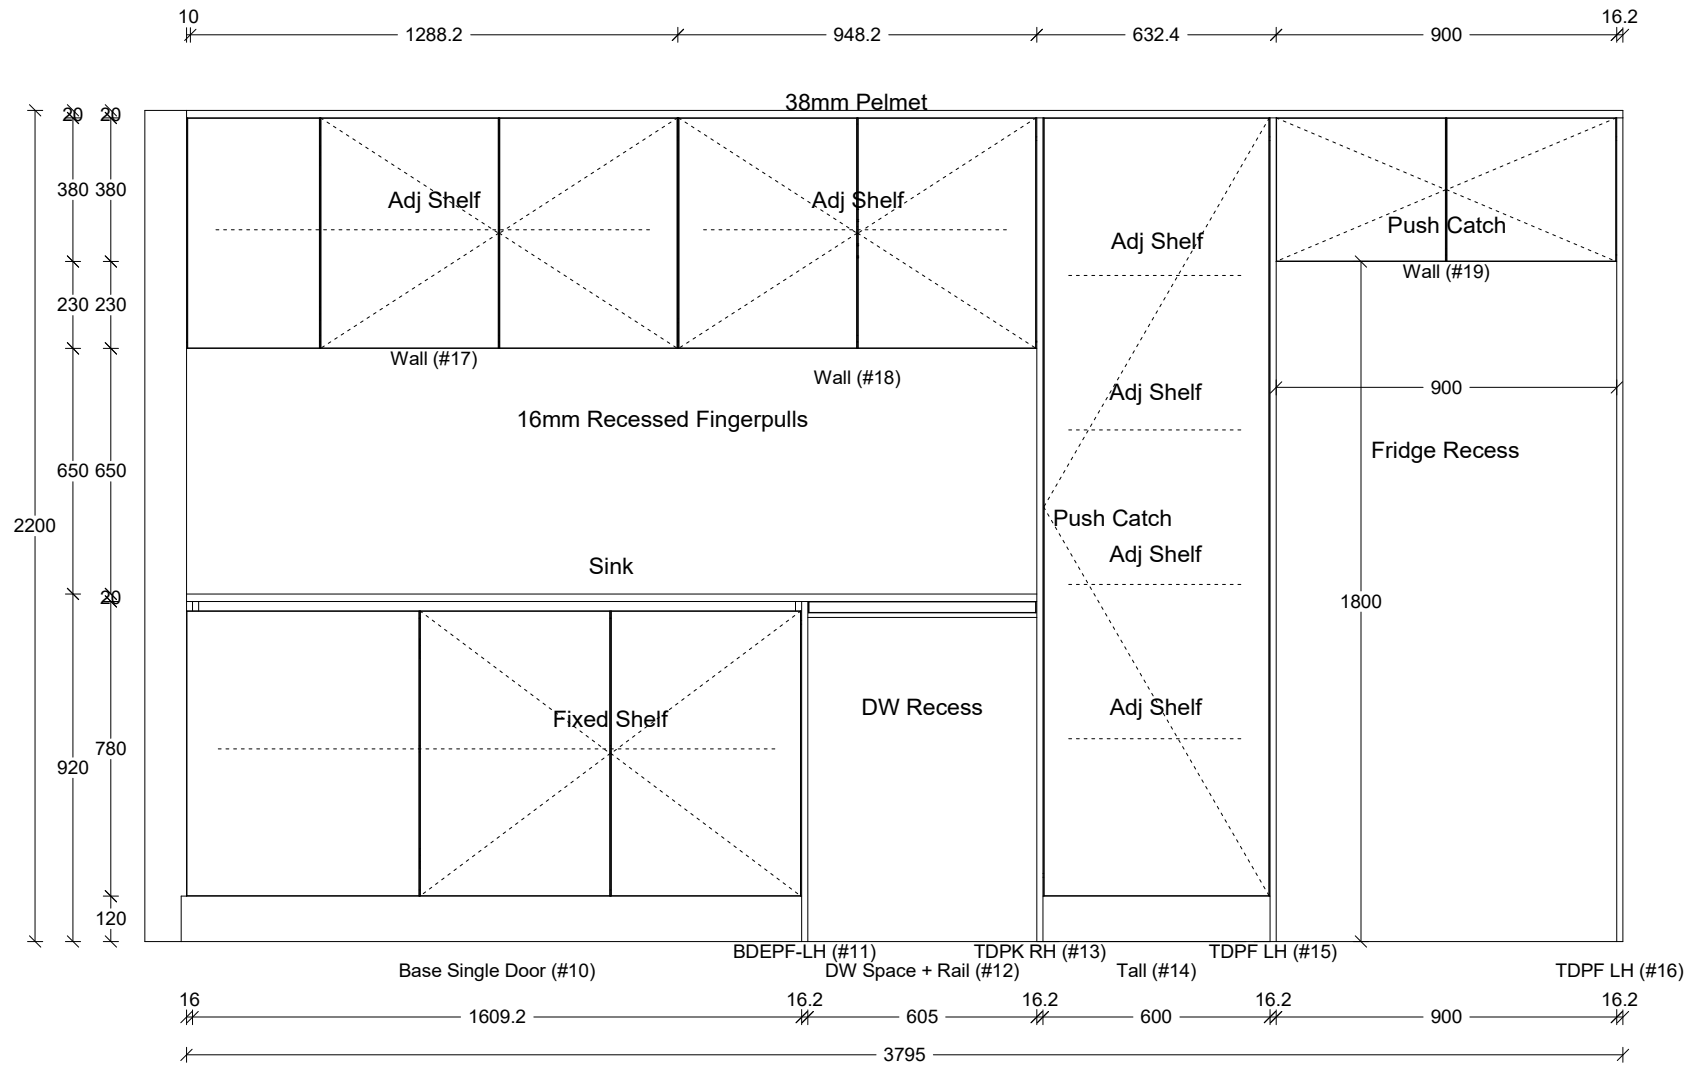 10
16.2
1288.2
948.2
632.4
900
38mm Pelmet
20 20
380 380
Adj Shelf
Adj Shelf
Push Catch
Adj Shelf
Wall (#19)
230 230
Wall (#17)
Wall (#18)
Adj Shelf
900
16mm Recessed Fingerpulls
Fridge Recess
650 650
2200
Push Catch
Adj Shelf
Sink
20
1800
Fixed Shelf
DW Recess
Adj Shelf
780
920
120
BDEPF-LH (#11)
TDPK RH (#13)
TDPF LH (#15)
Base Single Door (#10)
DW Space + Rail (#12)
Tall (#14)
TDPF LH (#16)
16
16.2
16.2
16.2
16.2
1609.2
605
600
900
3795